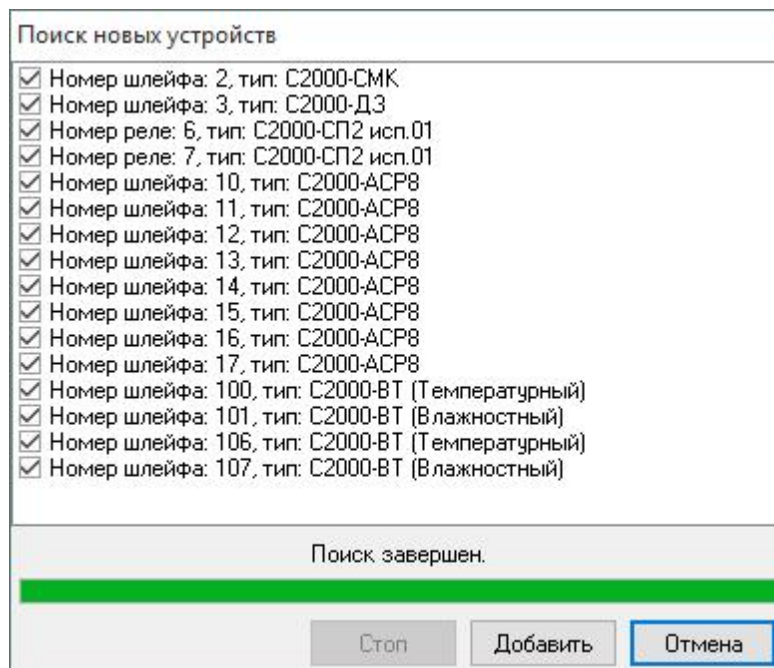 Поиск новых устройств
Номер шлейфа: 2, тип: С2000-СМК
Номер шлейфа: 3, тип: С2000-ДЗ
Номер реле: 6, тип: С2000-СП2 исп.01
Номер реле: 7, тип: С2000-СП2 исп.01
Номер шлейфа: 10, тип: С2000-АСР8
Номер шлейфа: 11, тип: С2000-АСР8
Номер шлейфа: 12, тип: С2000-АСР8
Номер шлейфа: 13, тип: С2000-АСР8
Номер шлейфа: 14, тип: С2000-АСР8
Номер шлейфа: 15, тип: С2000-АСР8
Номер шлейфа: 16, тип: С2000-АСР8
Номер шлейфа: 17, тип: С2000-АСР8
Номер шлейфа: 100, тип: С2000-ВТ (Температурный)
Номер шлейфа: 101, тип: С2000-ВТ (Влажностный)
Номер шлейфа: 106, тип: С2000-ВТ (Температурный)
Номер шлейфа: 107, тип: С2000-ВТ (Влажностный)
Поиск завершен.
Стоп Добавить Отмена